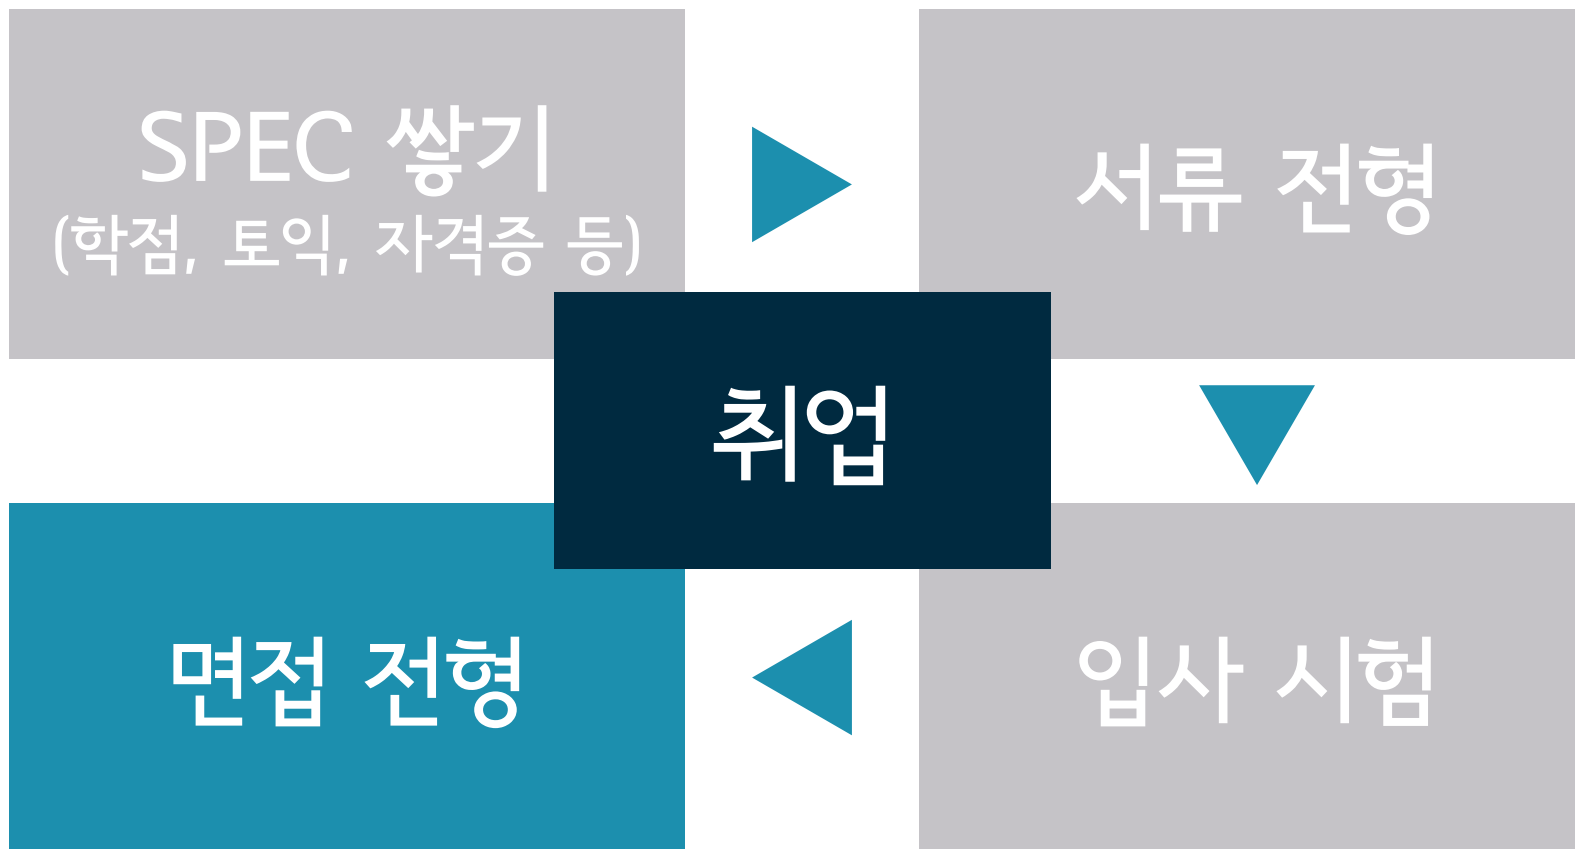 SPEC 쌓기
(학점, 토익, 자격증 등)
서류 전형
취업
면접 전형
입사 시험